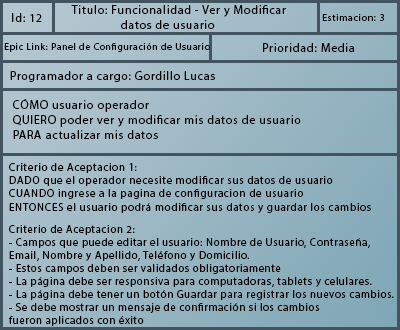 Id: 12
Titulo: Funcionalidad - Ver y Modificar
datos de usuario
Estimacion: 3
Epic Link: Panel de Configuración de Usuario
Prioridad: Media
Programador a cargo: Gordillo Lucas
CÓMO usuario operador
QUIERO poder ver y modificar mis datos de usuario
PARA actualizar mis datos
Criterio de Aceptacion 1:
DADO que el operador necesite modificar sus datos de usuario
CUANDO ingrese a la pagina de configuracion de usuario
ENTONCES el usuario podrá modificar sus datos y guardar los cambios
Criterio de Aceptacion 2:
- Campos que puede editar el usuario: Nombre de Usuario, Contraseña,
Email, Nombre y Apellido, Teléfono y Domicilio.
- Estos campos deben ser validados obligatoriamente
- La página debe ser responsiva para computadoras, tablets y celulares.
- La página debe tener un botón Guardar para registrar los nuevos cambios.
- Se debe mostrar un mensaje de confirmación si los cambios
fueron aplicados con éxito